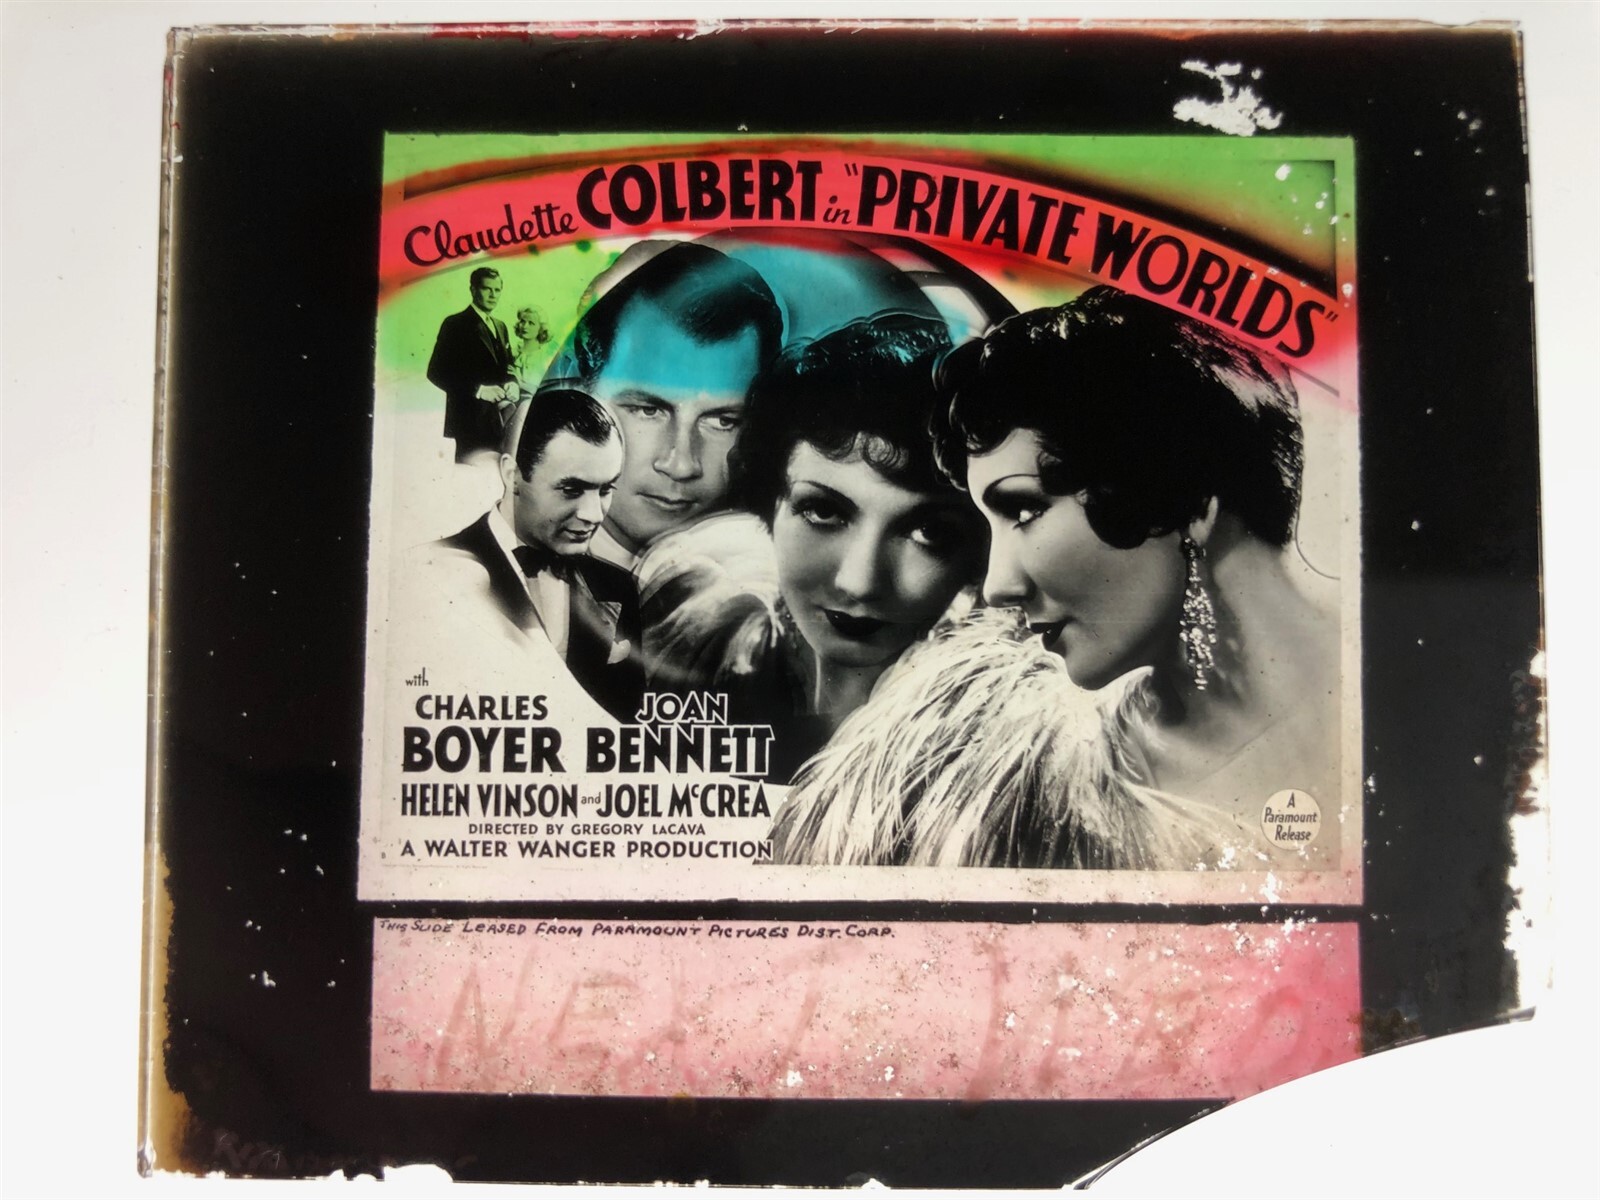 Claudette COLBERT in "PRIVATE WORLDS"
with
CHARLES BOYER
JOAN BENNETT
HELEN VINSON and JOEL McCREA
DIRECTED BY GREGORY LACAVA
A WALTER WANGER PRODUCTION
A
Paramount
Release
THIS SLIDE LEASED FROM PARAMOUNT PICTURES DIST. CORP.
NEXT